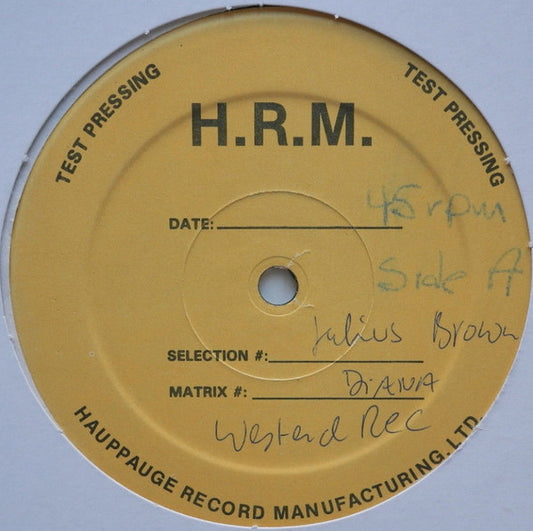 TEST PRESSING
TEST PRESSING
H.R.M.
45 rpm
DATE:
Side A
Julius Brown
SELECTION #:
MATRIX #: DiANA
Westend Rec
HAUPPAUGE RECORD MANUFACTURING. LTD.